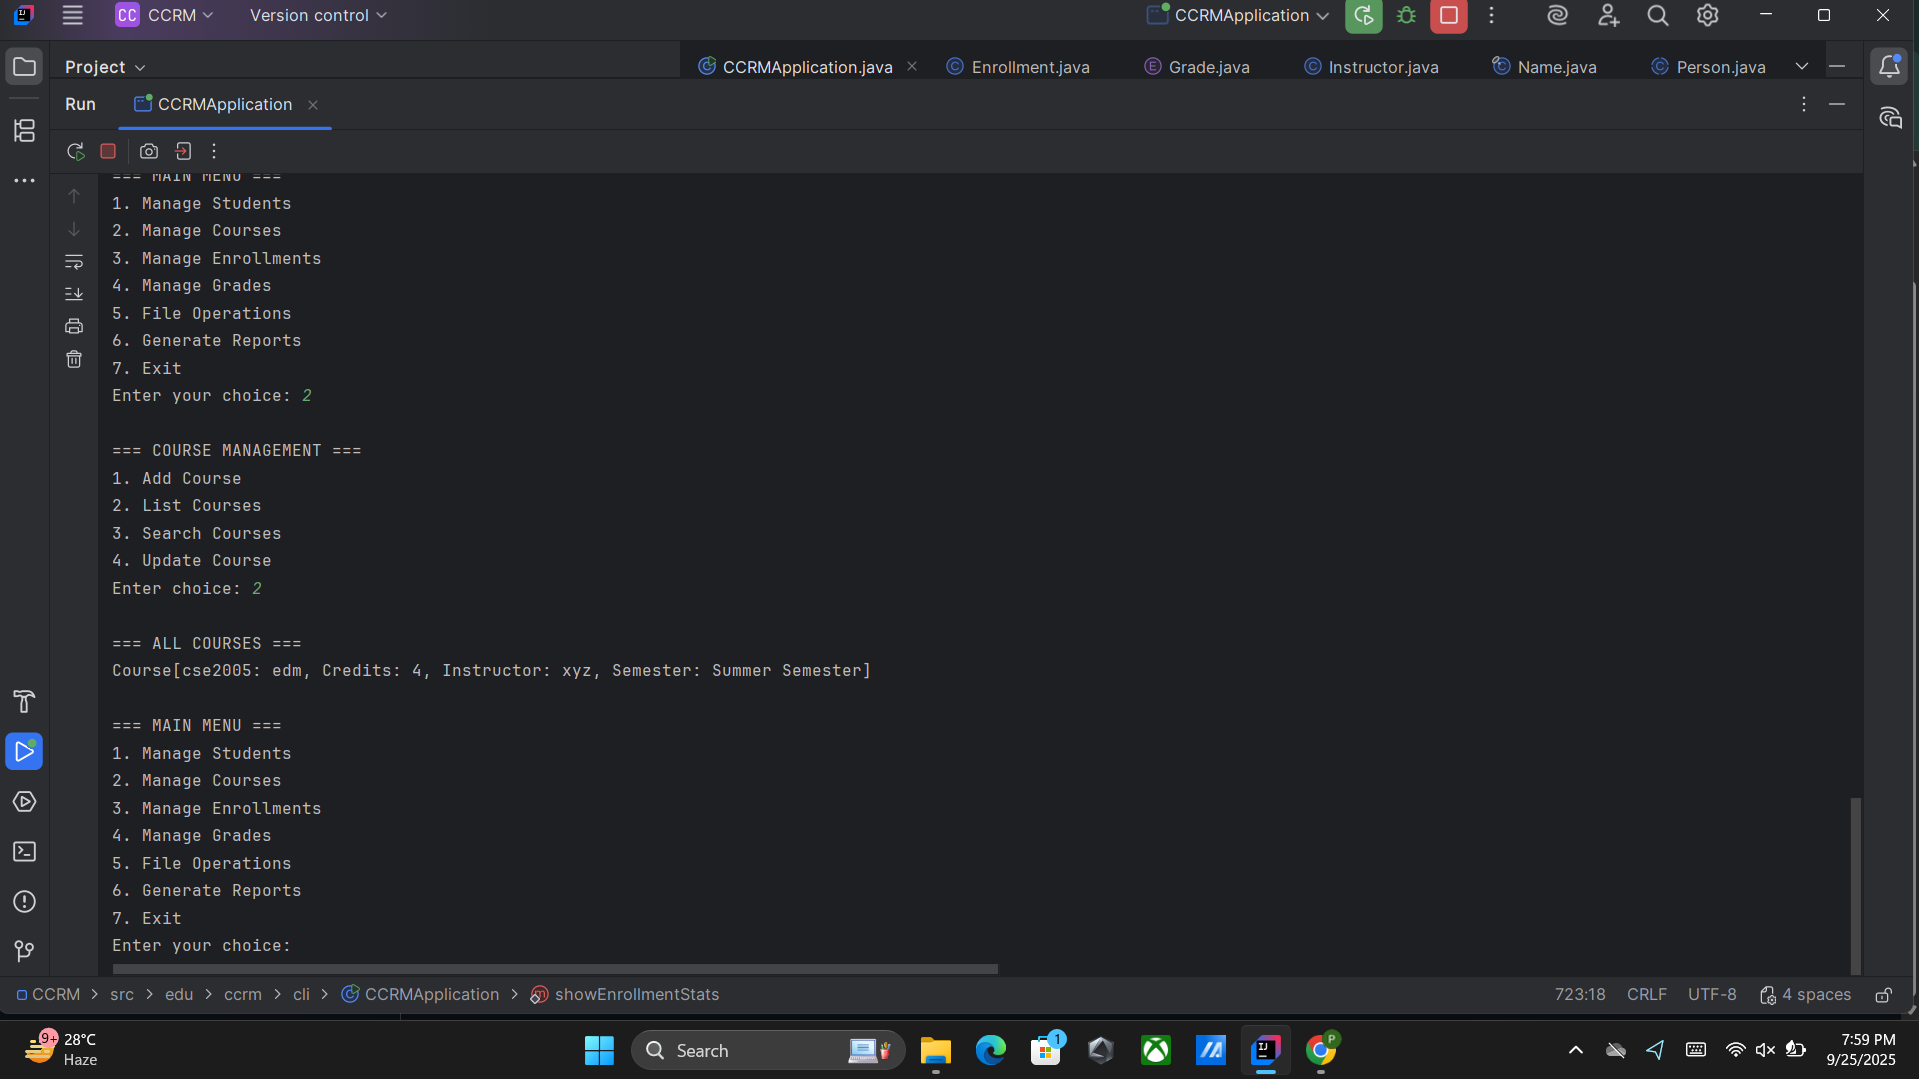 CC CCRM Version control CCRMApplication
Project CCRMApplication.java Enrollment.java Grade.java Instructor.java Name.java Person.java
Run CCRMApplication
=== MAIN MENU ===
1. Manage Students
2. Manage Courses
3. Manage Enrollments
4. Manage Grades
5. File Operations
6. Generate Reports
7. Exit
Enter your choice: 2
=== COURSE MANAGEMENT ===
1. Add Course
2. List Courses
3. Search Courses
4. Update Course
Enter choice: 2
=== ALL COURSES ===
Course[cse2005: edm, Credits: 4, Instructor: xyz, Semester: Summer Semester]
=== MAIN MENU ===
1. Manage Students
2. Manage Courses
3. Manage Enrollments
4. Manage Grades
5. File Operations
6. Generate Reports
7. Exit
Enter your choice:
CCRM > src > edu > ccrm > cli > CCRMApplication > showEnrollmentStats 723:18 CRLF UTF-8 4 spaces
9+ 28°C Search 1 P 7:59 PM
Haze 9/25/2025